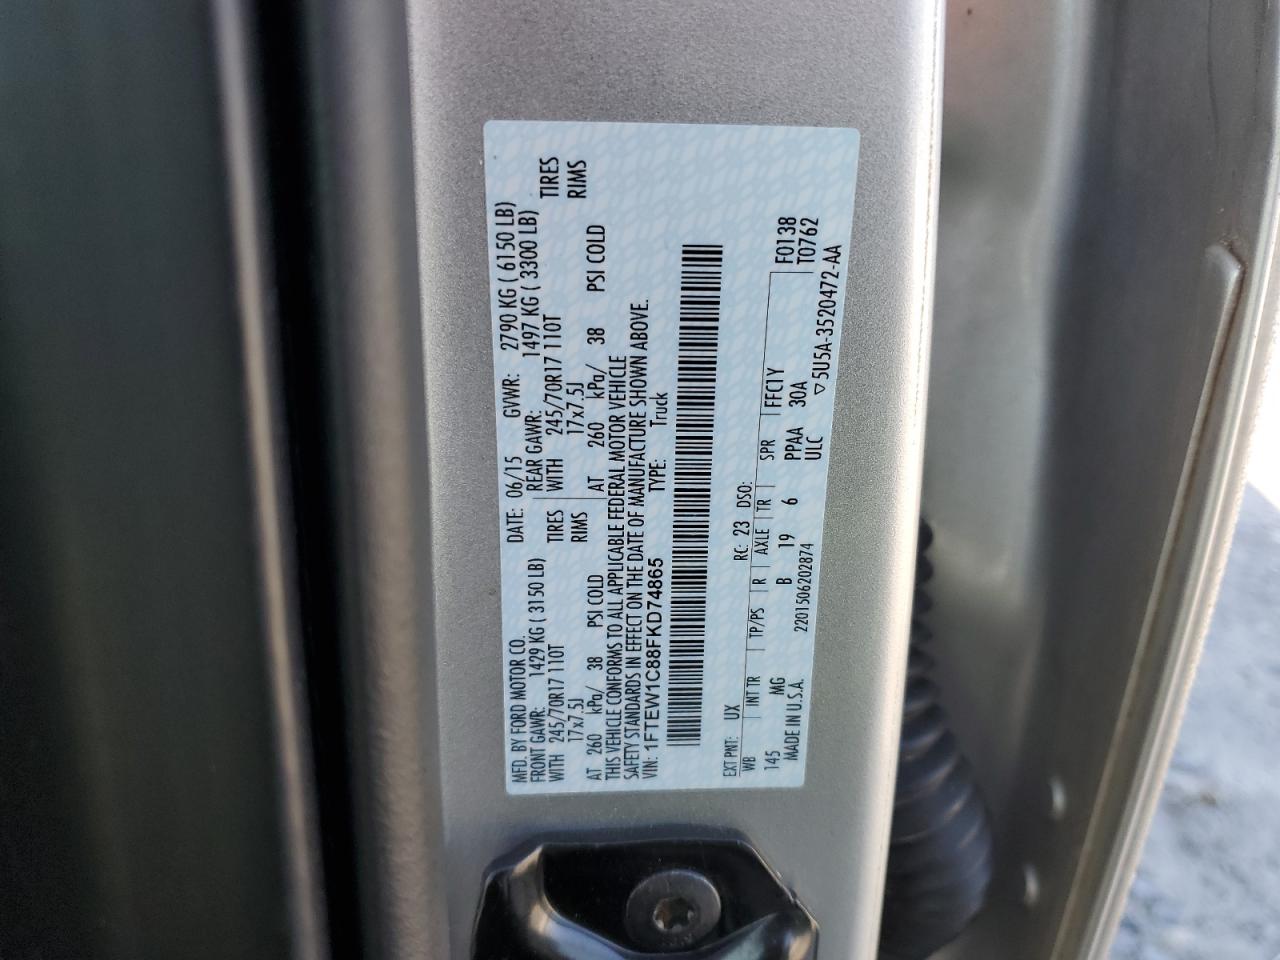 MFD. BY FORD MOTOR CO. DATE: 06/15 GVWR: 2790 KG ( 6150 LB)
FRONT GAWR: 1429 KG ( 3150 LB) REAR GAWR: 1497 KG ( 3300 LB)
WITH 245/70R17 110T TIRES WITH 245/70R17 110T TIRES
17x7.5J RIMS 17x7.5J RIMS
AT 260 kPa/ 38 PSI COLD AT 260 kPa/ 38 PSI COLD
THIS VEHICLE CONFORMS TO ALL APPLICABLE FEDERAL MOTOR VEHICLE
SAFETY STANDARDS IN EFFECT ON THE DATE OF MANUFACTURE SHOWN ABOVE.
VIN: 1FTEW1C88FKD74865 TYPE: Truck
EXT PNT: UX RC: 23 DSO: F0138
WB INT TR TP/PS R AXLE TR SPR FFC1Y T0762
145 MG B 19 6 PPAA 30A
MADE IN U.S.A. 2201506202874 ULC ▽5U5A-3520472-AA